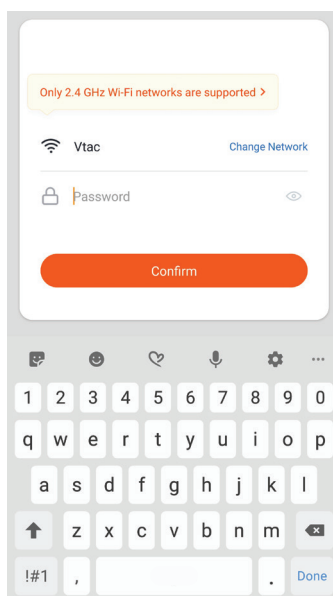 Only 2.4 GHz Wi-Fi networks are supported >
Vtac Change Network
Password
Confirm
1 2 3 4 5 6 7 8 9 0
q w e r t y u i o p
a s d f g h j k l
z x c v b n m
!#1 , . Done